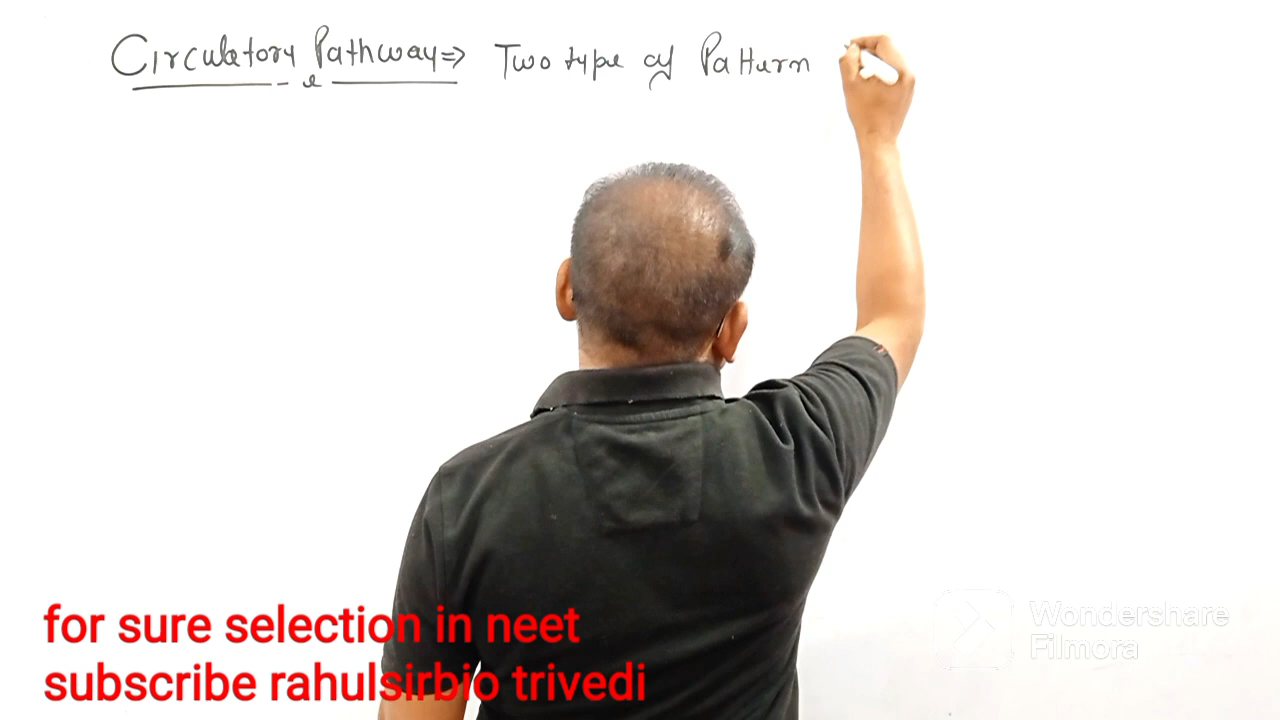 Circulatory Pathway ⇒ Two type of Pattern
for sure selection in neet
subscribe rahulsirbio trivedi
Wondershare
Filmora